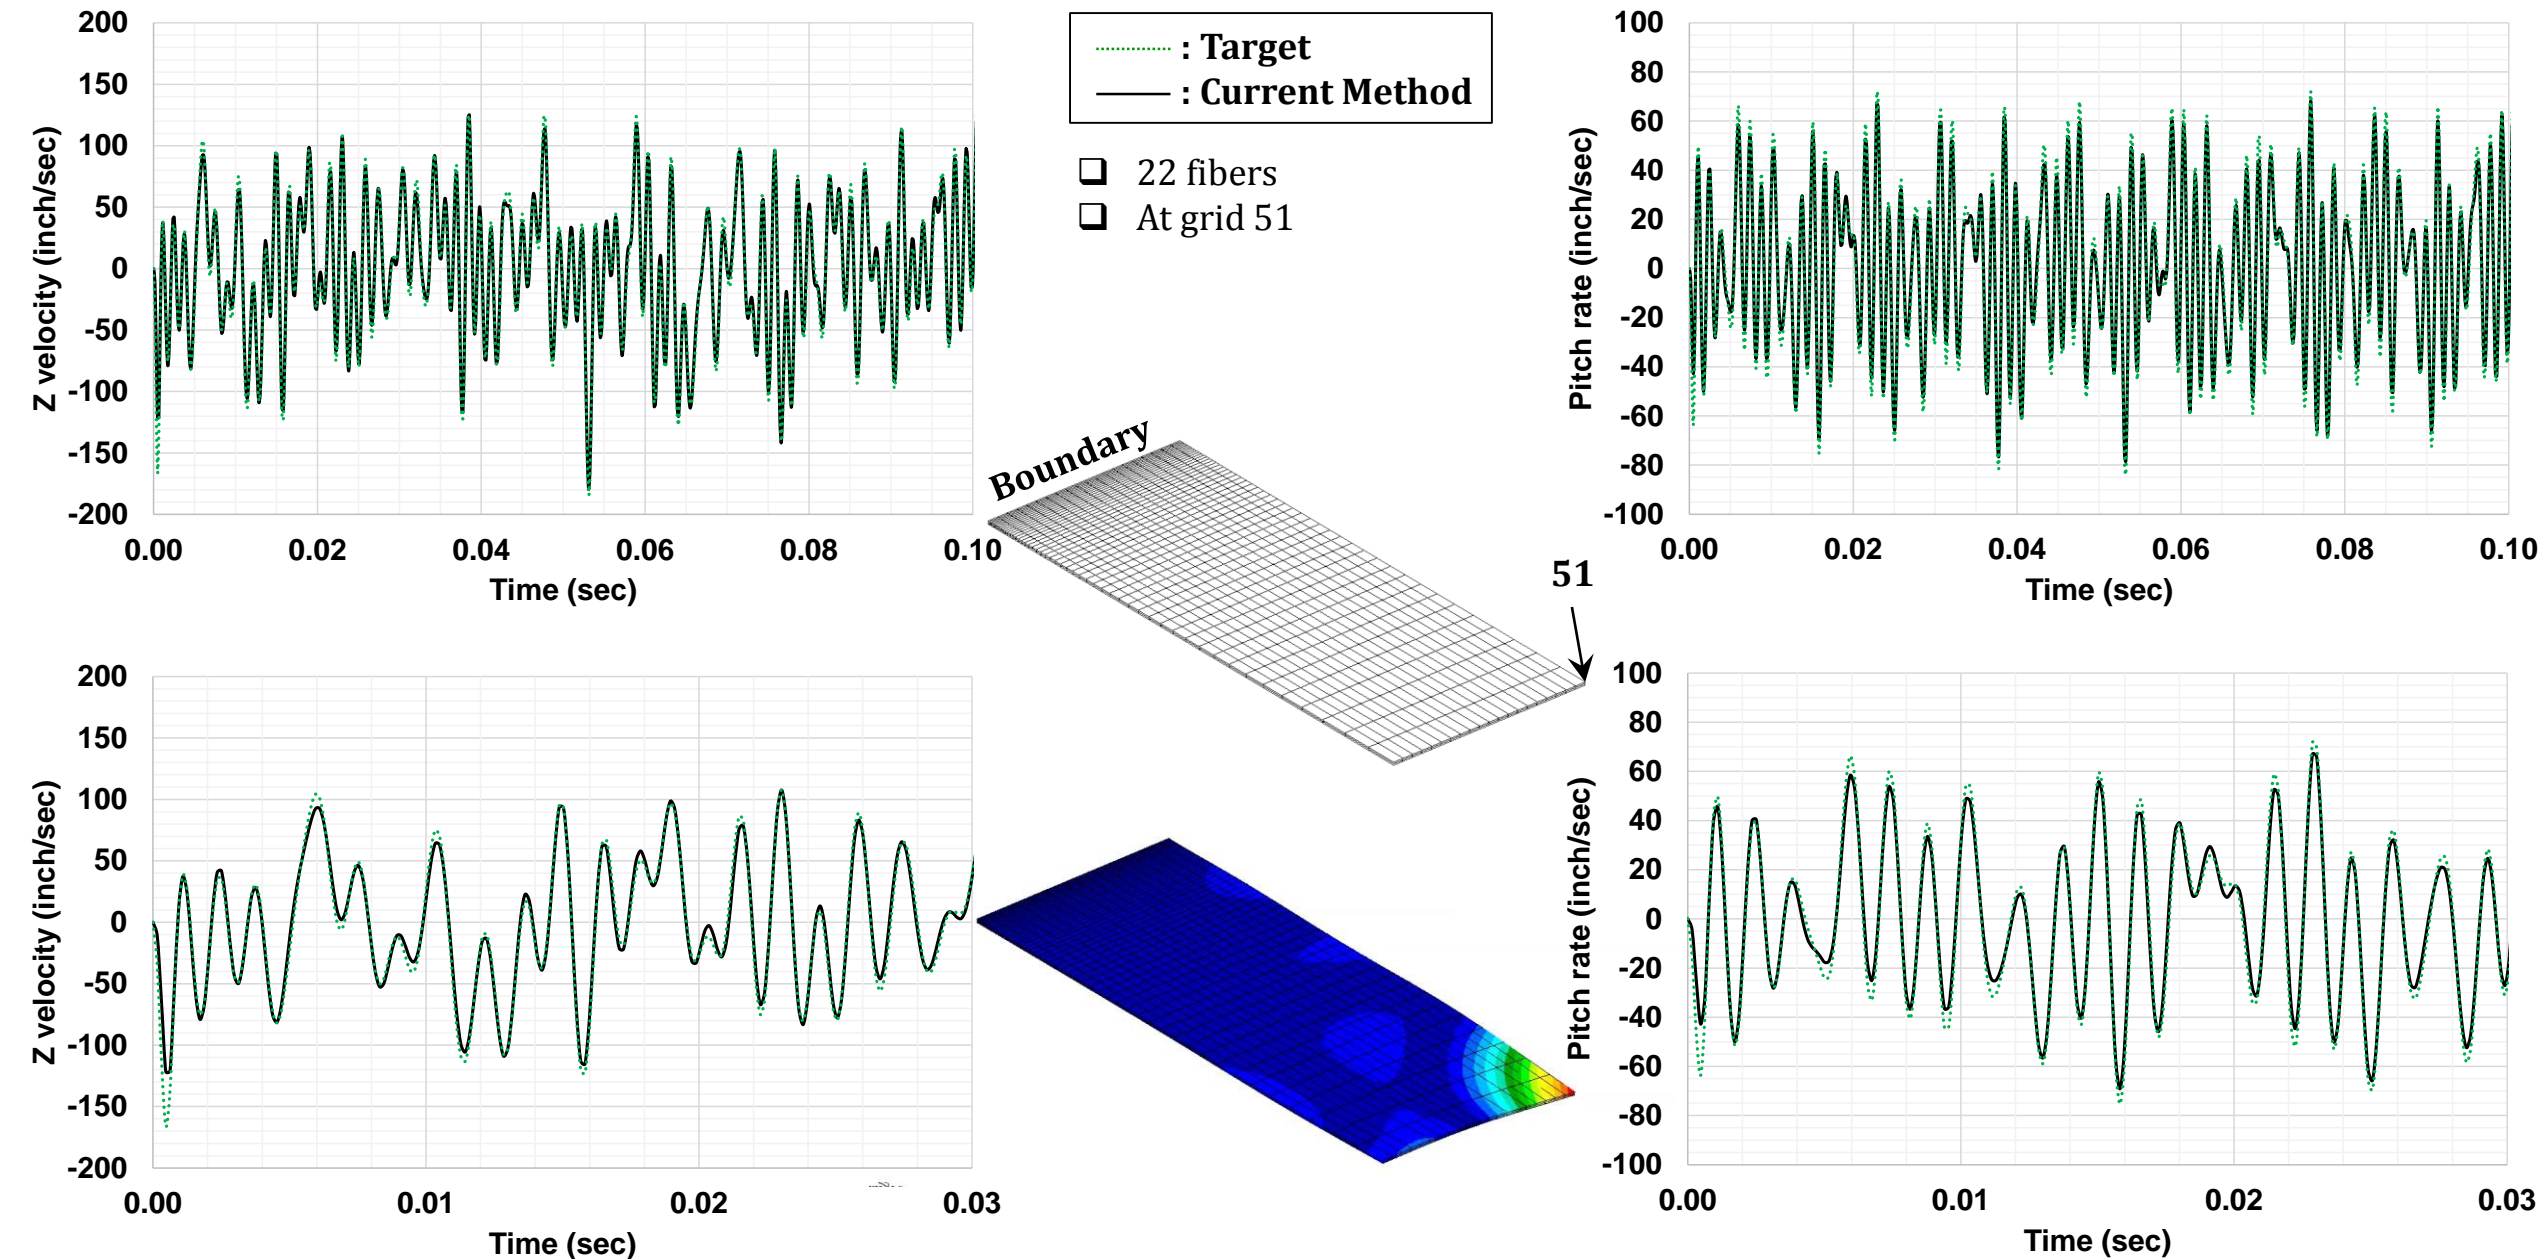 200
150
100
50
0
-50
-100
-150
-200
Z velocity (inch/sec)
0.00 0.02 0.04 0.06 0.08 0.10
Time (sec)
: Target
: Current Method
22 fibers
At grid 51
100
80
60
40
20
0
-20
-40
-60
-80
-100
Pitch rate (inch/sec)
0.00 0.02 0.04 0.06 0.08 0.10
Time (sec)
Boundary
51
200
150
100
50
0
-50
-100
-150
-200
Z velocity (inch/sec)
0.00 0.01 0.02 0.03
Time (sec)
100
80
60
40
20
0
-20
-40
-60
-80
-100
Pitch rate (inch/sec)
0.00 0.01 0.02 0.03
Time (sec)